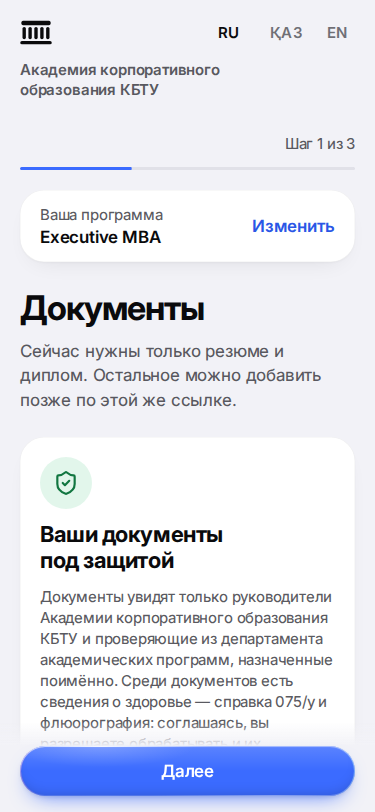 RU ҚАЗ EN
Академия корпоративного
образования КБТУ
Шаг 1 из 3
Ваша программа
Executive MBA
Изменить
Документы
Сейчас нужны только резюме и
диплом. Остальное можно добавить
позже по этой же ссылке.
Ваши документы
под защитой
Документы увидят только руководители
Академии корпоративного образования
КБТУ и проверяющие из департамента
академических программ, назначенные
поимённо. Среди документов есть
сведения о здоровье — справка 075/у и
флюорография: соглашаясь, вы
разрешаете обрабатывать и их
Далее